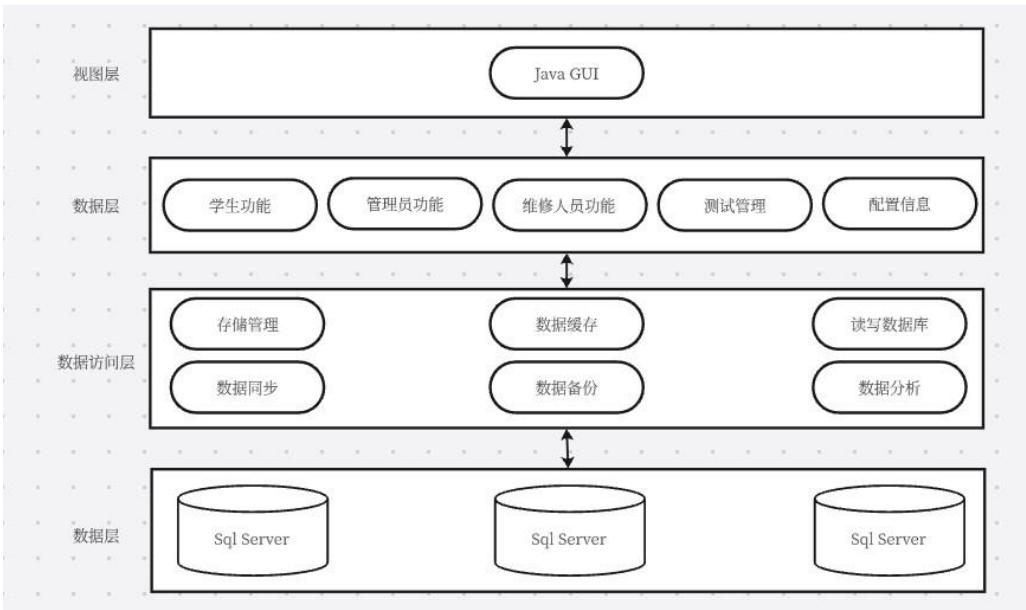 视图层
Java GUI
数据层
学生功能
管理员功能
维修人员功能
测试管理
配置信息
数据访问层
存储管理
数据缓存
读写数据库
数据同步
数据备份
数据分析
数据层
Sql Server
Sql Server
Sql Server